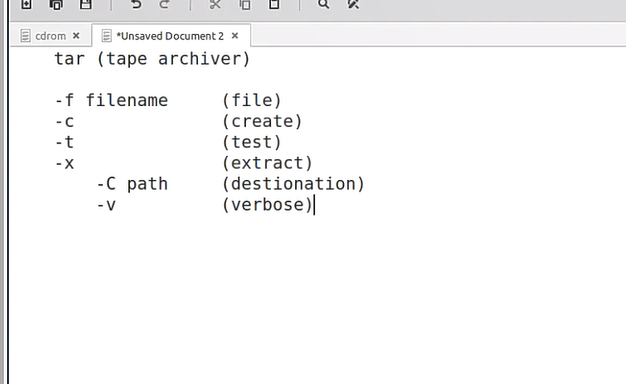 cdrom × *Unsaved Document 2 ×
tar (tape archiver)
-f filename (file)
-c (create)
-t (test)
-x (extract)
-C path (destionation)
-v (verbose)